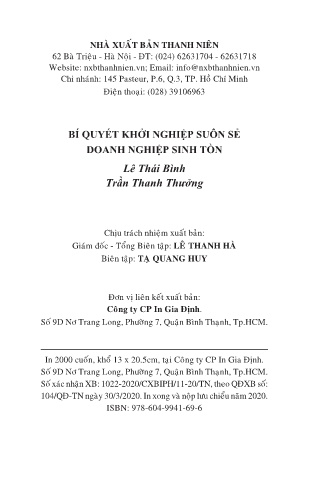 NHÀ XUẤT BẢN THANH NIÊN
62 Bà Triệu - Hà Nội - ĐT: (024) 62631704 - 62631718
Website: nxbthanhnien.vn; Email: info@nxbthanhnien.vn
Chi nhánh: 145 Pasteur, P.6, Q.3, TP. Hồ Chí Minh
Điện thoại: (028) 39106963
BÍ QUYẾT KHỞI NGHIỆP SUÔN SẺ
DOANH NGHIỆP SINH TỒN
Lê Thái Bình
Trần Thanh Thưởng
Chịu trách nhiệm xuất bản:
Giám đốc - Tổng Biên tập: LÊ THANH HÀ
Biên tập: TẠ QUANG HUY
Đơn vị liên kết xuất bản:
Công ty CP In Gia Định.
Số 9D Nơ Trang Long, Phường 7, Quận Bình Thạnh, Tp.HCM.
In 2000 cuốn, khổ 13 x 20.5cm, tại Công ty CP In Gia Định.
Số 9D Nơ Trang Long, Phường 7, Quận Bình Thạnh, Tp.HCM.
Số xác nhận XB: 1022-2020/CXBIPH/11-20/TN, theo QĐXB số:
104/QĐ-TN ngày 30/3/2020. In xong và nộp lưu chiểu năm 2020.
ISBN: 978-604-9941-69-6